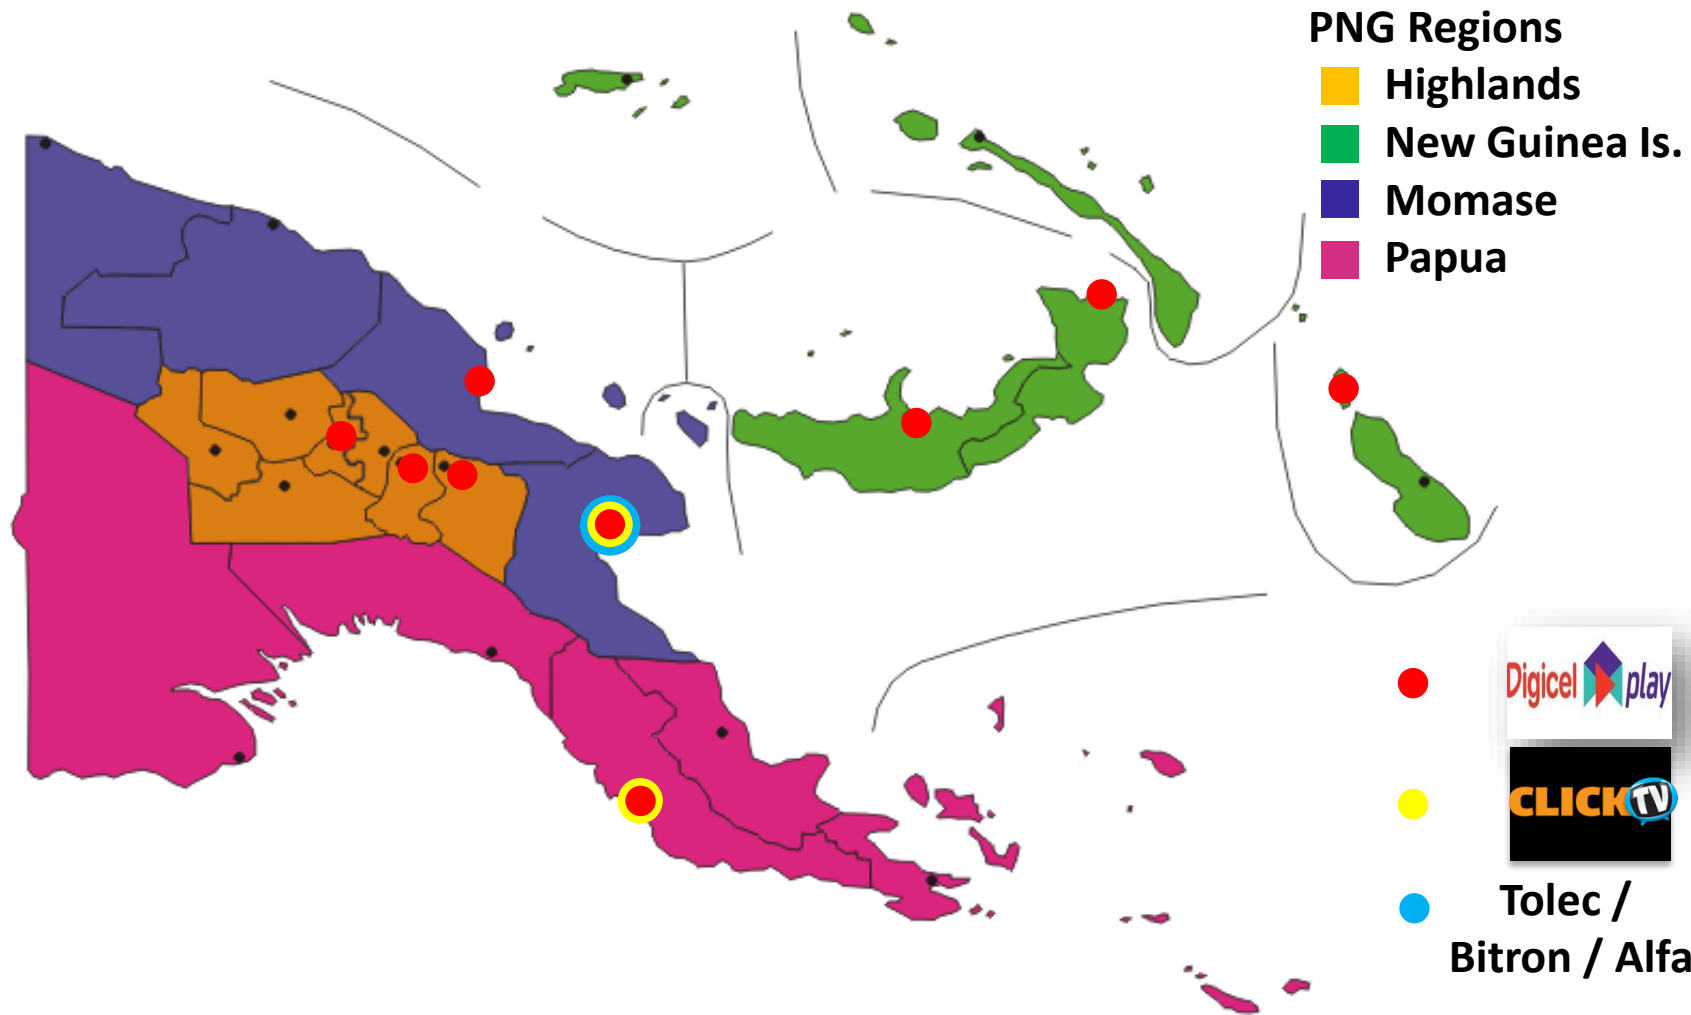 PNG Regions
Highlands
New Guinea Is.
Momase
Papua
Digicel play
CLICK TV
Tolec /
Bitron / Alfa